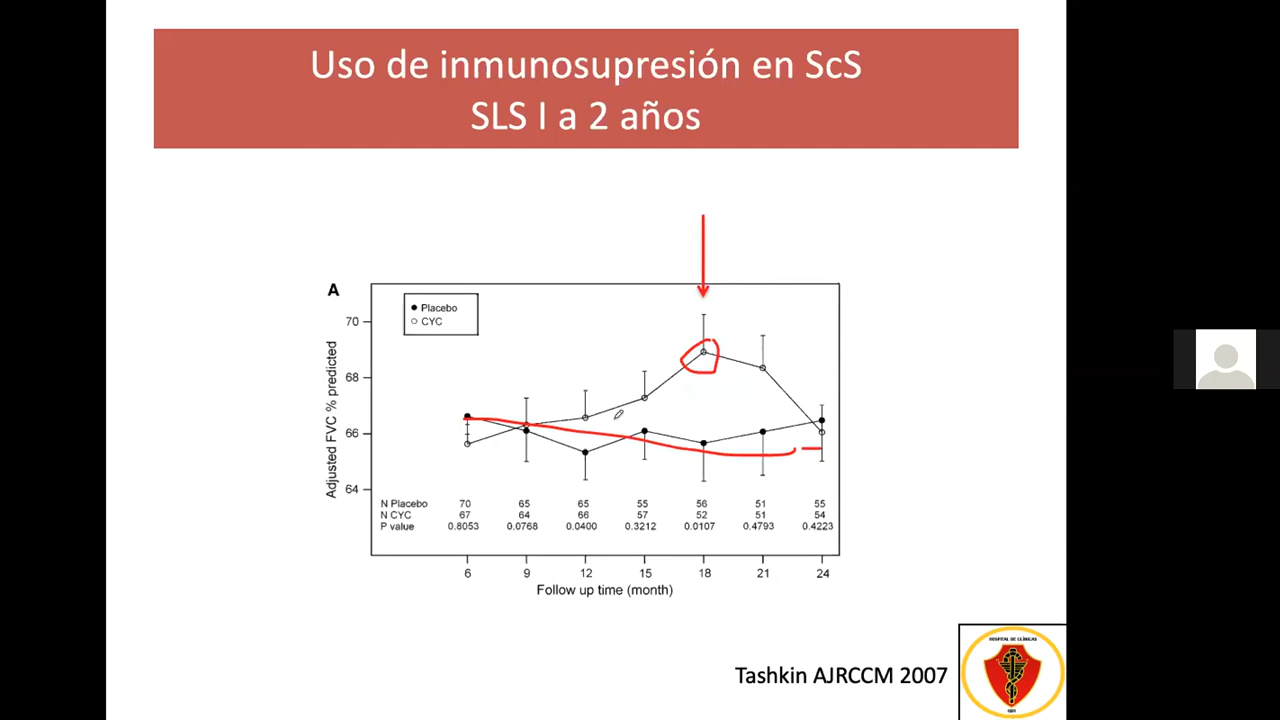 Uso de inmunosupresión en ScS
SLS I a 2 años
A
Placebo
CYC
Adjusted FVC % predicted
70
68
66
64
N Placebo 70 65 65 55 56 51 55
N CYC 67 64 66 57 52 51 54
P value 0.8053 0.0768 0.0400 0.3212 0.0107 0.4793 0.4223
6 9 12 15 18 21 24
Follow up time (month)
Tashkin AJRCCM 2007
HOSPITAL DE CLÍNICAS